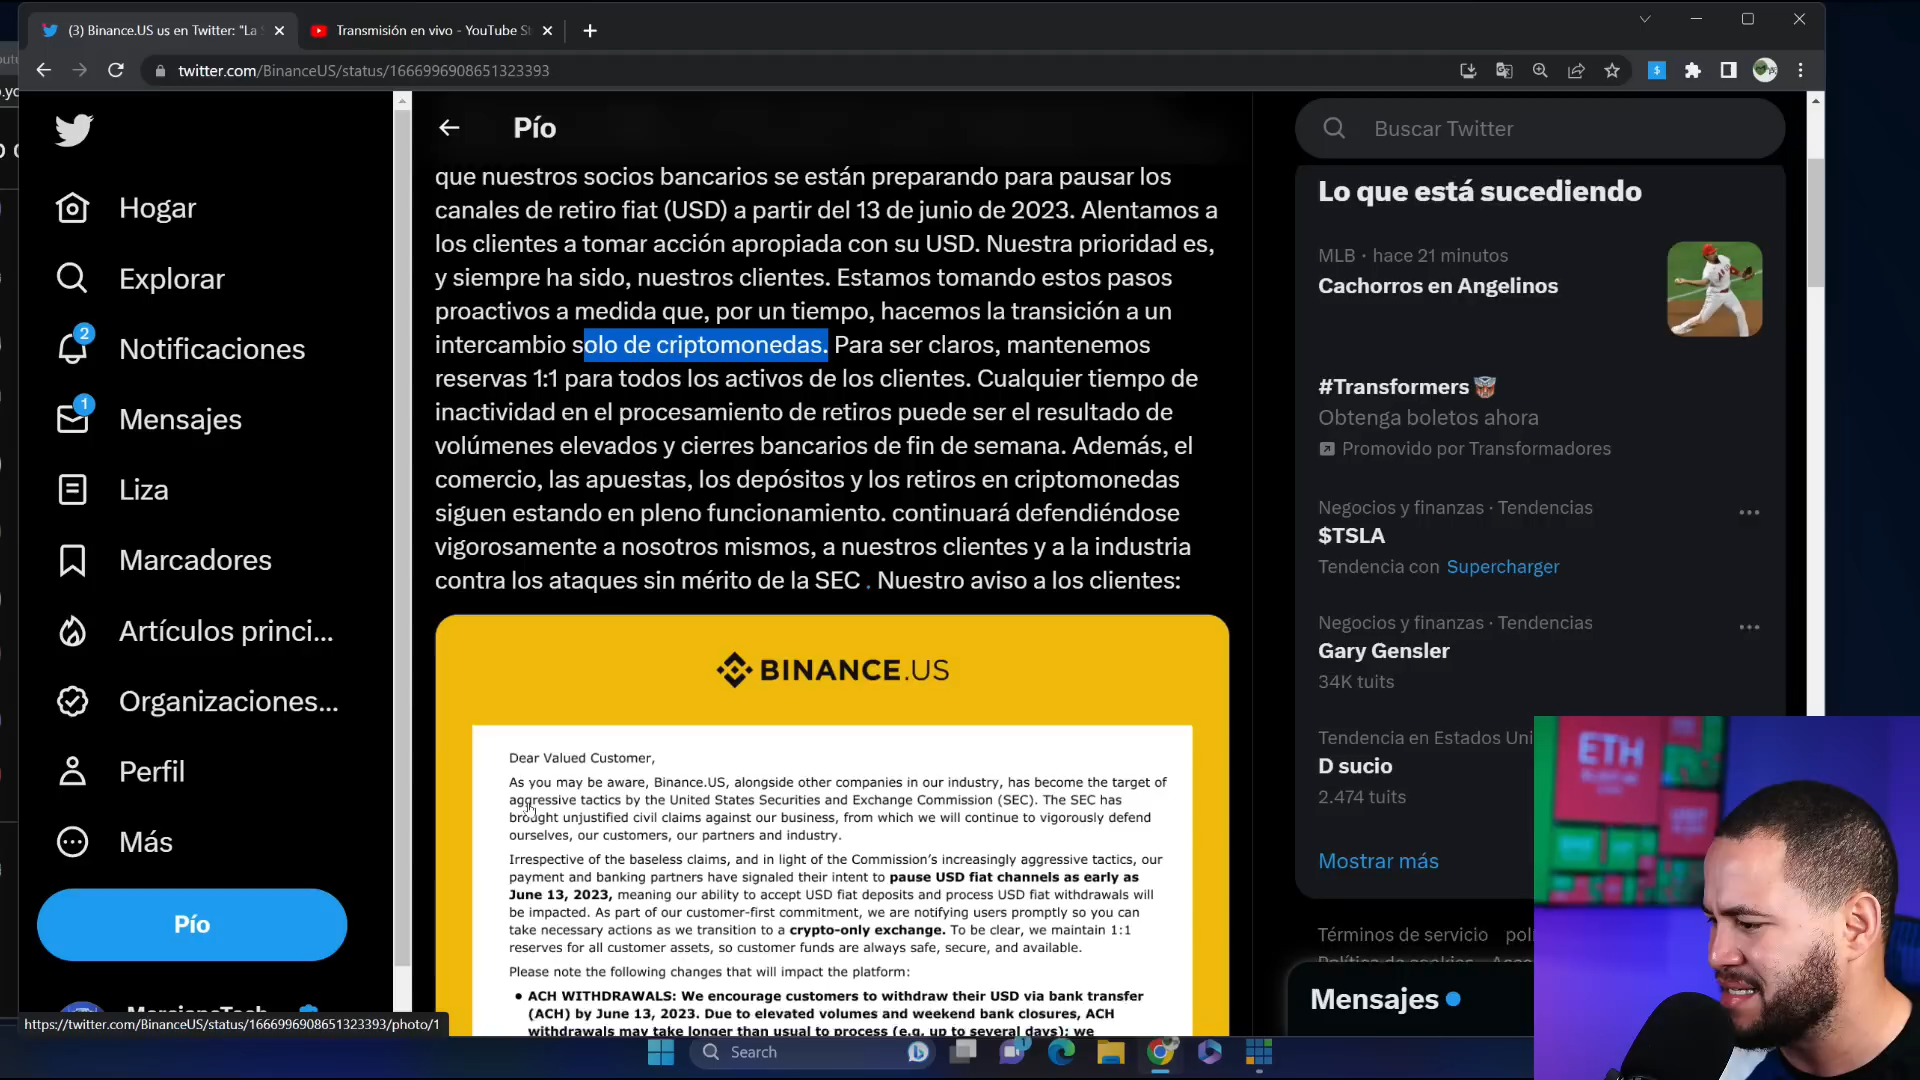 (3) Binance.US us en Twitter: "La
Transmisión en vivo - YouTube S
twitter.com/BinanceUS/status/1666996908651323393
Pío
Buscar Twitter
Hogar
Explorar
2
Notificaciones
1
Mensajes
Liza
Marcadores
Artículos princi...
Organizaciones...
Perfil
Más
Pío
que nuestros socios bancarios se están preparando para pausar los
canales de retiro fiat (USD) a partir del 13 de junio de 2023. Alentamos a
los clientes a tomar acción apropiada con su USD. Nuestra prioridad es,
y siempre ha sido, nuestros clientes. Estamos tomando estos pasos
proactivos a medida que, por un tiempo, hacemos la transición a un
intercambio solo de criptomonedas. Para ser claros, mantenemos
reservas 1:1 para todos los activos de los clientes. Cualquier tiempo de
inactividad en el procesamiento de retiros puede ser el resultado de
volúmenes elevados y cierres bancarios de fin de semana. Además, el
comercio, las apuestas, los depósitos y los retiros en criptomonedas
siguen estando en pleno funcionamiento. continuará defendiéndose
vigorosamente a nosotros mismos, a nuestros clientes y a la industria
contra los ataques sin mérito de la SEC . Nuestro aviso a los clientes:
BINANCE.US
Dear Valued Customer,
As you may be aware, Binance.US, alongside other companies in our industry, has become the target of
aggressive tactics by the United States Securities and Exchange Commission (SEC). The SEC has
brought unjustified civil claims against our business, from which we will continue to vigorously defend
ourselves, our customers, our partners and industry.
Irrespective of the baseless claims, and in light of the Commission's increasingly aggressive tactics, our
payment and banking partners have signaled their intent to pause USD fiat channels as early as
June 13, 2023, meaning our ability to accept USD fiat deposits and process USD fiat withdrawals will
be impacted. As part of our customer-first commitment, we are notifying users promptly so you can
take necessary actions as we transition to a crypto-only exchange. To be clear, we maintain 1:1
reserves for all customer assets, so customer funds are always safe, secure, and available.
Please note the following changes that will impact the platform:
• ACH WITHDRAWALS: We encourage customers to withdraw their USD via bank transfer
(ACH) by June 13, 2023. Due to elevated volumes and weekend bank closures, ACH
withdrawals may take longer than usual to process (e.g. up to several days); we
Lo que está sucediendo
MLB · hace 21 minutos
Cachorros en Angelinos
#Transformers
Obtenga boletos ahora
Promovido por Transformadores
Negocios y finanzas · Tendencias
$TSLA
Tendencia con Supercharger
Negocios y finanzas · Tendencias
Gary Gensler
34K tuits
Tendencia en Estados Uni
D sucio
2.474 tuits
Mostrar más
Términos de servicio
Mensajes
ETH
https://twitter.com/BinanceUS/status/1666996908651323393/photo/1
Search